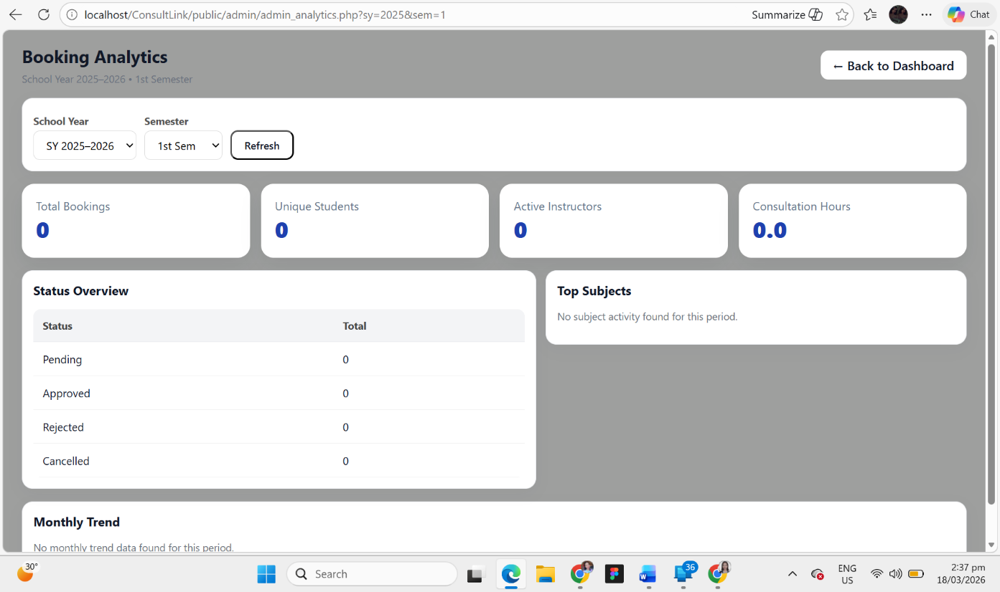 localhost/ConsultLink/public/admin/admin_analytics.php?sy=2025&sem=1
Summarize
Chat
Booking Analytics
School Year 2025–2026 • 1st Semester
← Back to Dashboard
School Year
Semester
SY 2025–2026
1st Sem
Refresh
Total Bookings
0
Unique Students
0
Active Instructors
0
Consultation Hours
0.0
Status Overview
Status Total
Pending 0
Approved 0
Rejected 0
Cancelled 0
Top Subjects
No subject activity found for this period.
Monthly Trend
No monthly trend data found for this period.
30°
Search
W
36
ENG
US
2:37 pm
18/03/2026